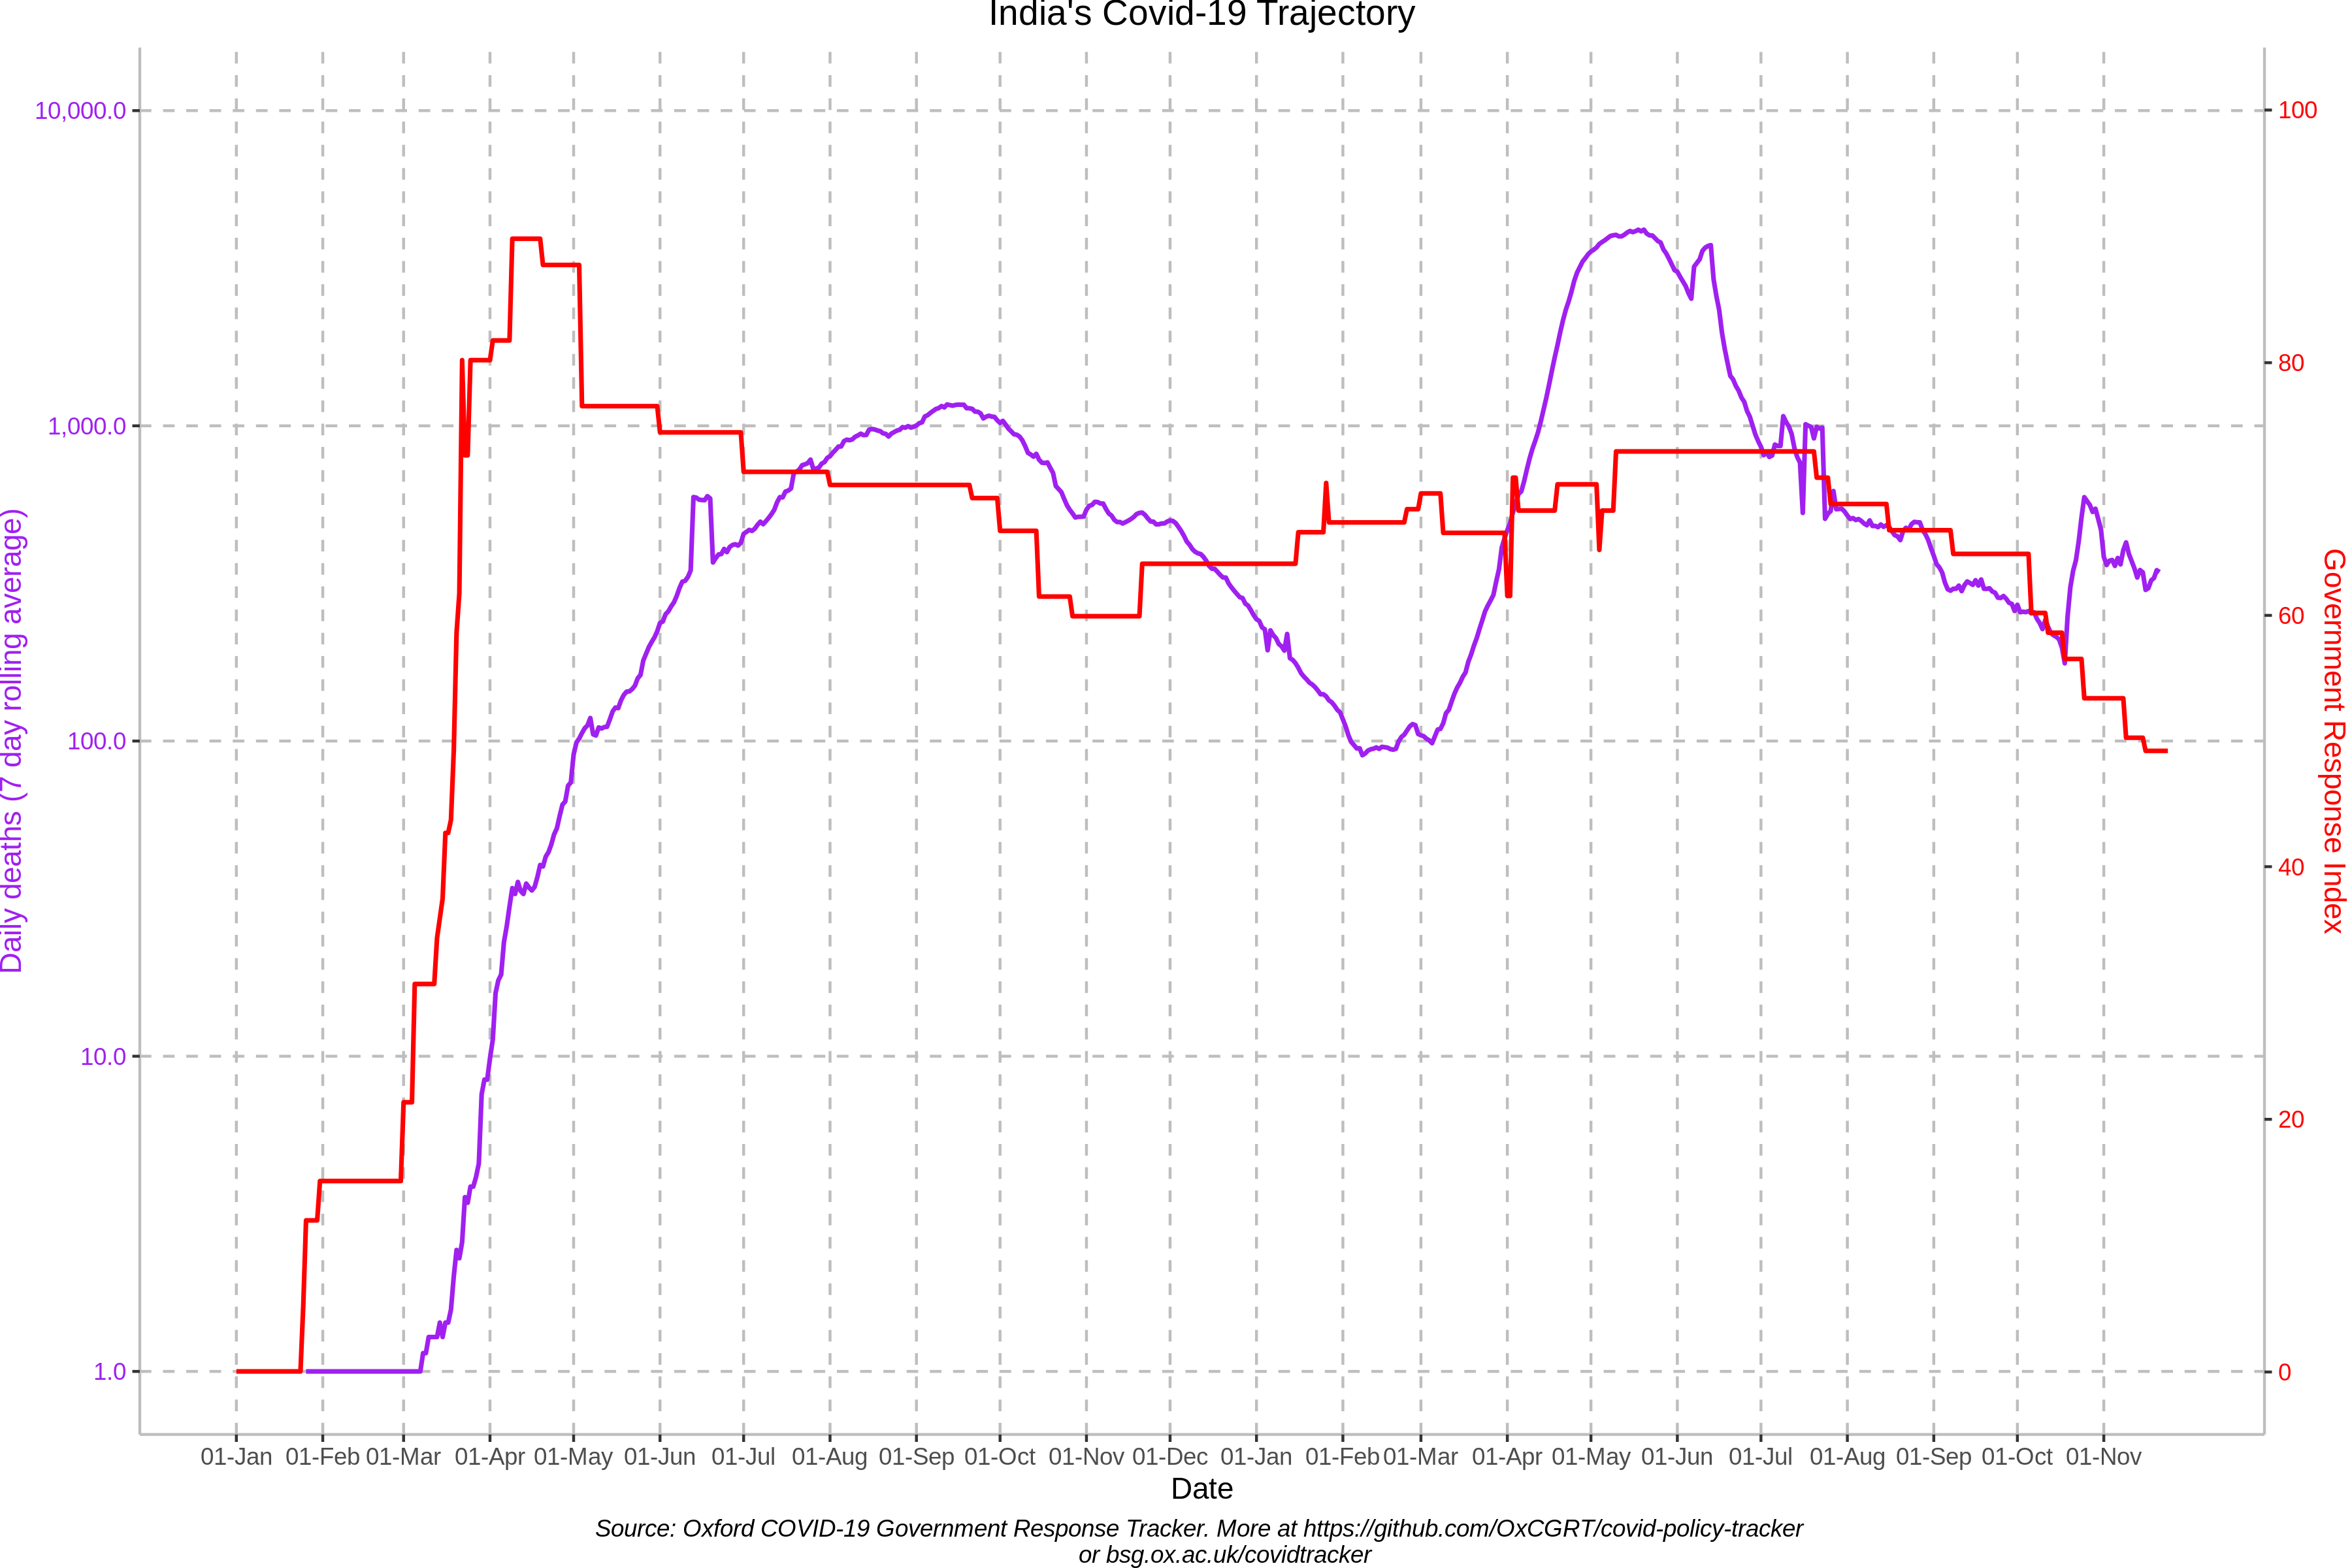 India's Covid-19 Trajectory
10,000.0
1,000.0
100.0
10.0
1.0
Daily deaths (7 day rolling average)
100
80
60
40
20
0
Government Response Index
01-Jan 01-Feb 01-Mar 01-Apr 01-May 01-Jun 01-Jul 01-Aug 01-Sep 01-Oct 01-Nov 01-Dec 01-Jan 01-Feb 01-Mar 01-Apr 01-May 01-Jun 01-Jul 01-Aug 01-Sep 01-Oct 01-Nov
Date
Source: Oxford COVID-19 Government Response Tracker. More at https://github.com/OxCGRT/covid-policy-tracker
or bsg.ox.ac.uk/covidtracker